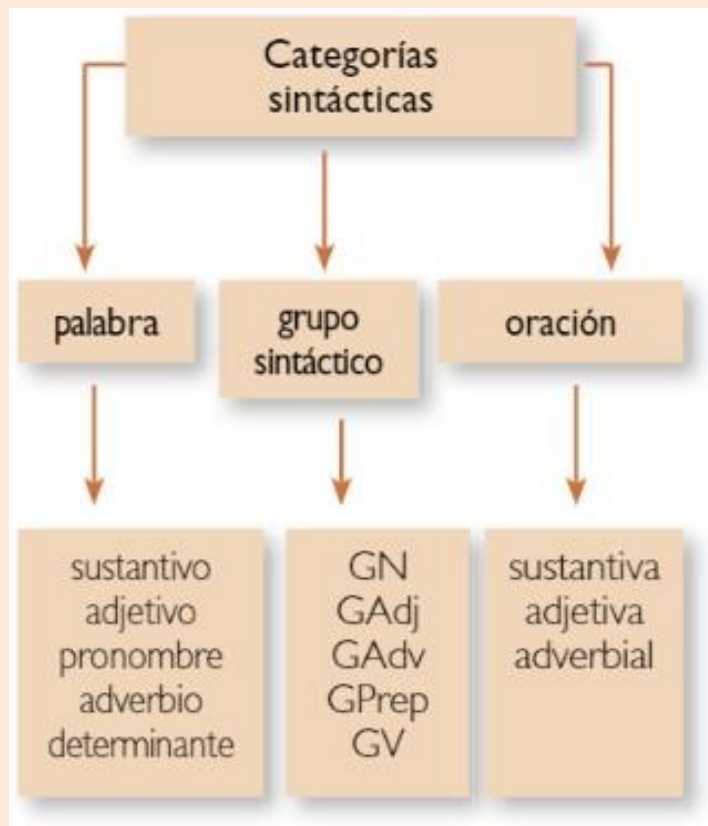 Categorías
sintácticas
palabra
grupo
sintáctico
oración
sustantivo
adjetivo
pronombre
adverbio
determinante
GN
GAdj
GAdv
GPrep
GV
sustantiva
adjetiva
adverbial